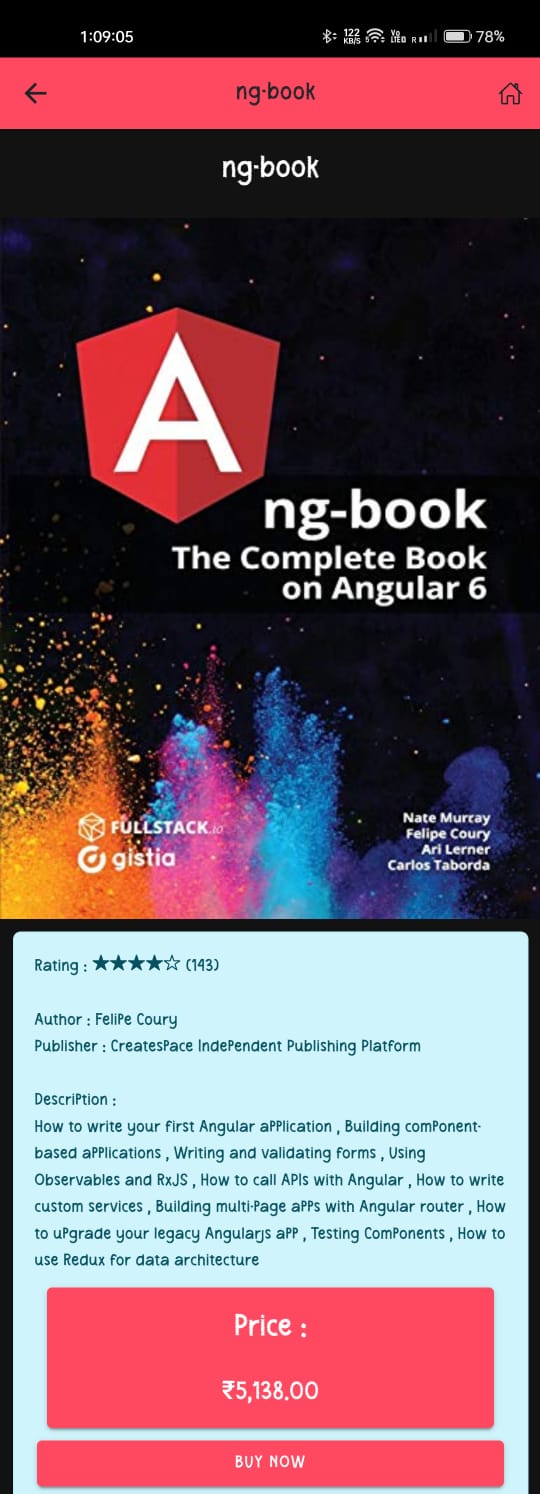 1:09:05
122
KB/S
5
Vo
LTED
R
78%
ng-book
ng-book
A
ng-book
The Complete Book
on Angular 6
FULLSTACK.io
gistia
Nate Murray
Felipe Coury
Ari Lerner
Carlos Taborda
Rating : ★★★★☆ (143)
Author : Felipe Coury
Publisher : CreateSpace Independent Publishing Platform
Description :
How to write your first Angular application , Building component-
based applications , Writing and validating forms , Using
Observables and RxJS , How to call APIs with Angular , How to write
custom services , Building multi-page apps with Angular router , How
to upgrade your legacy Angularjs app , Testing Components , How to
use Redux for data architecture
Price :
₹5,138.00
BUY NOW